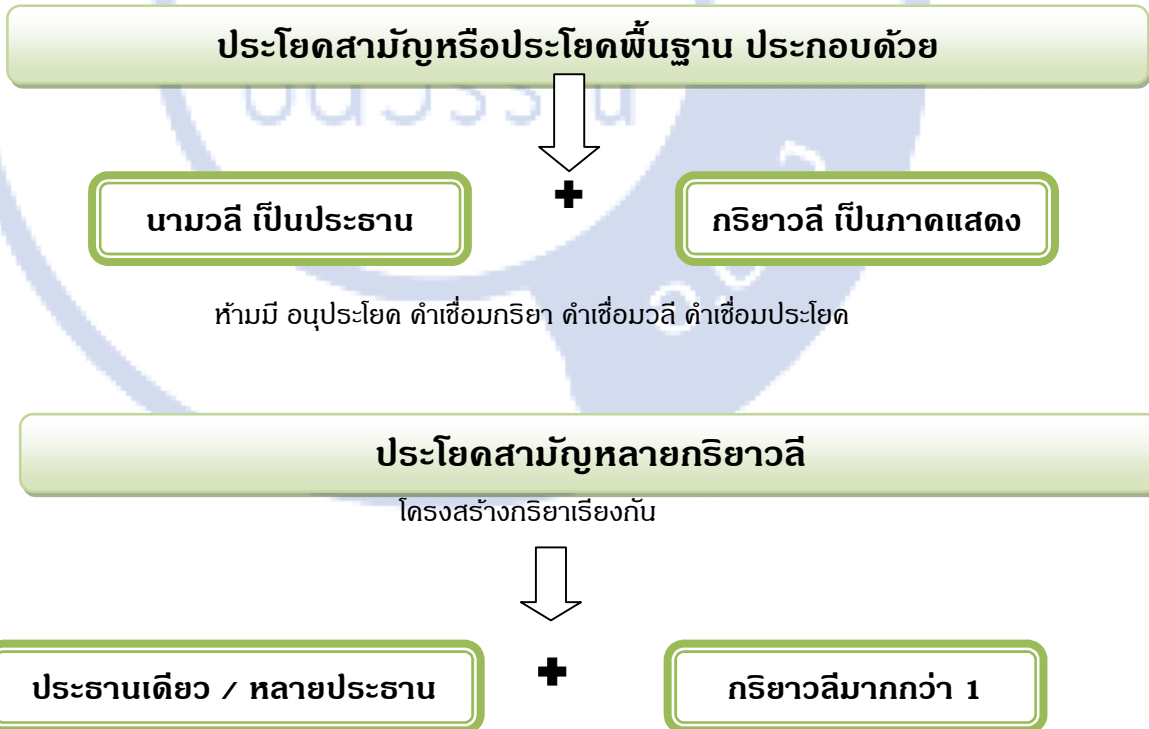 ประโยคสามัญหรือประโยคพื้นฐาน ประกอบด้วย
นามวลี เป็นประธาน
+
กริยาวลี เป็นภาคแสดง
ห้ามมี อนุประโยค คำเชื่อมกริยา คำเชื่อมวลี คำเชื่อมประโยค
ประโยคสามัญหลายกริยาวลี
โครงสร้างกริยาเรียงกัน
ประธานเดียว / หลายประธาน
+
กริยาวลีมากกว่า 1